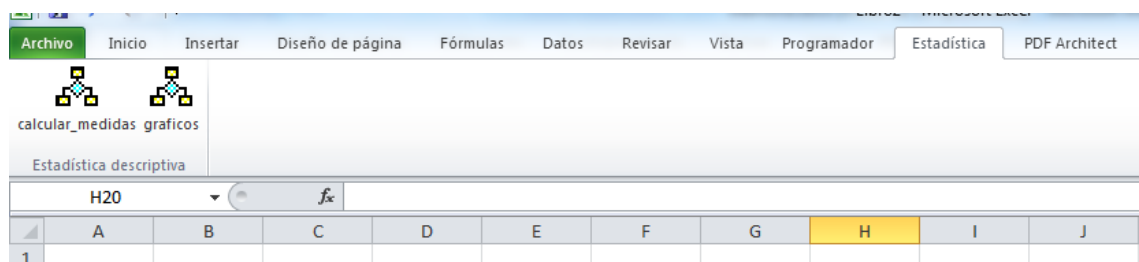 Archivo Inicio Insertar Diseño de página Fórmulas Datos Revisar Vista Programador Estadística PDF Architect
calcular_medidas graficos
Estadística descriptiva
H20 fx
A B C D E F G H I J
1